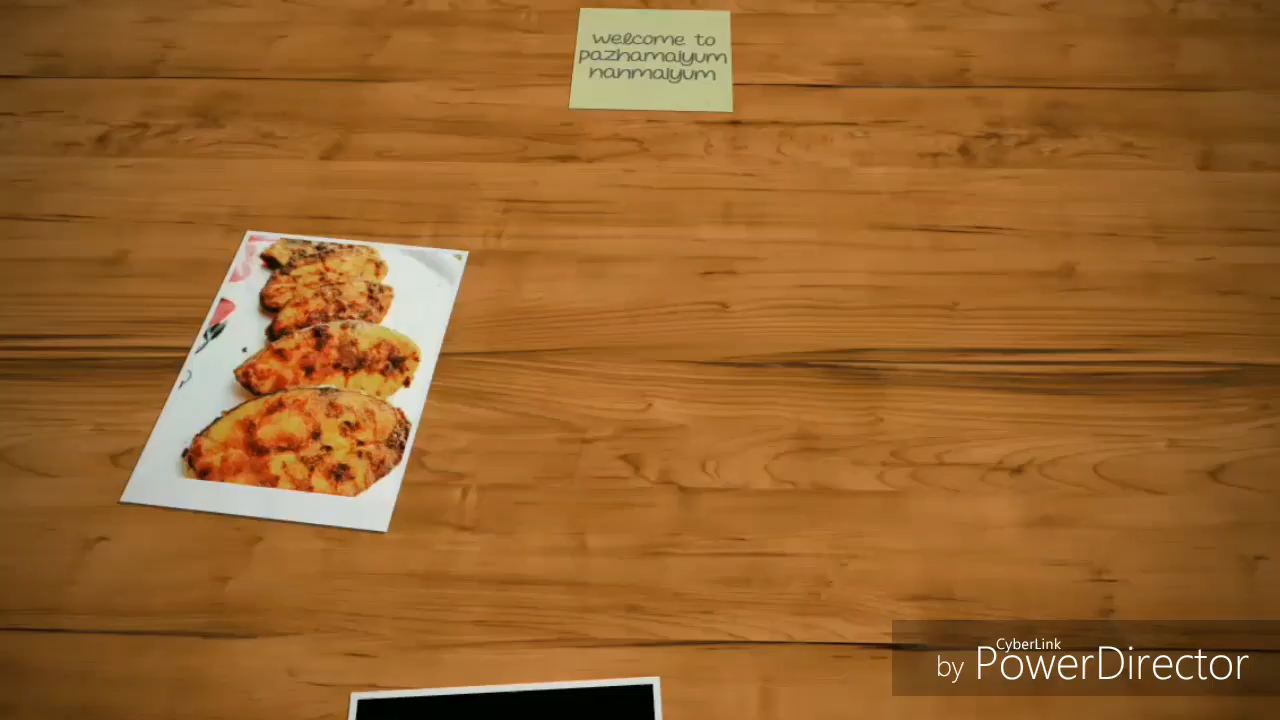 welcome to
pazhamaiyum
nanmaiyum
CyberLink
by PowerDirector